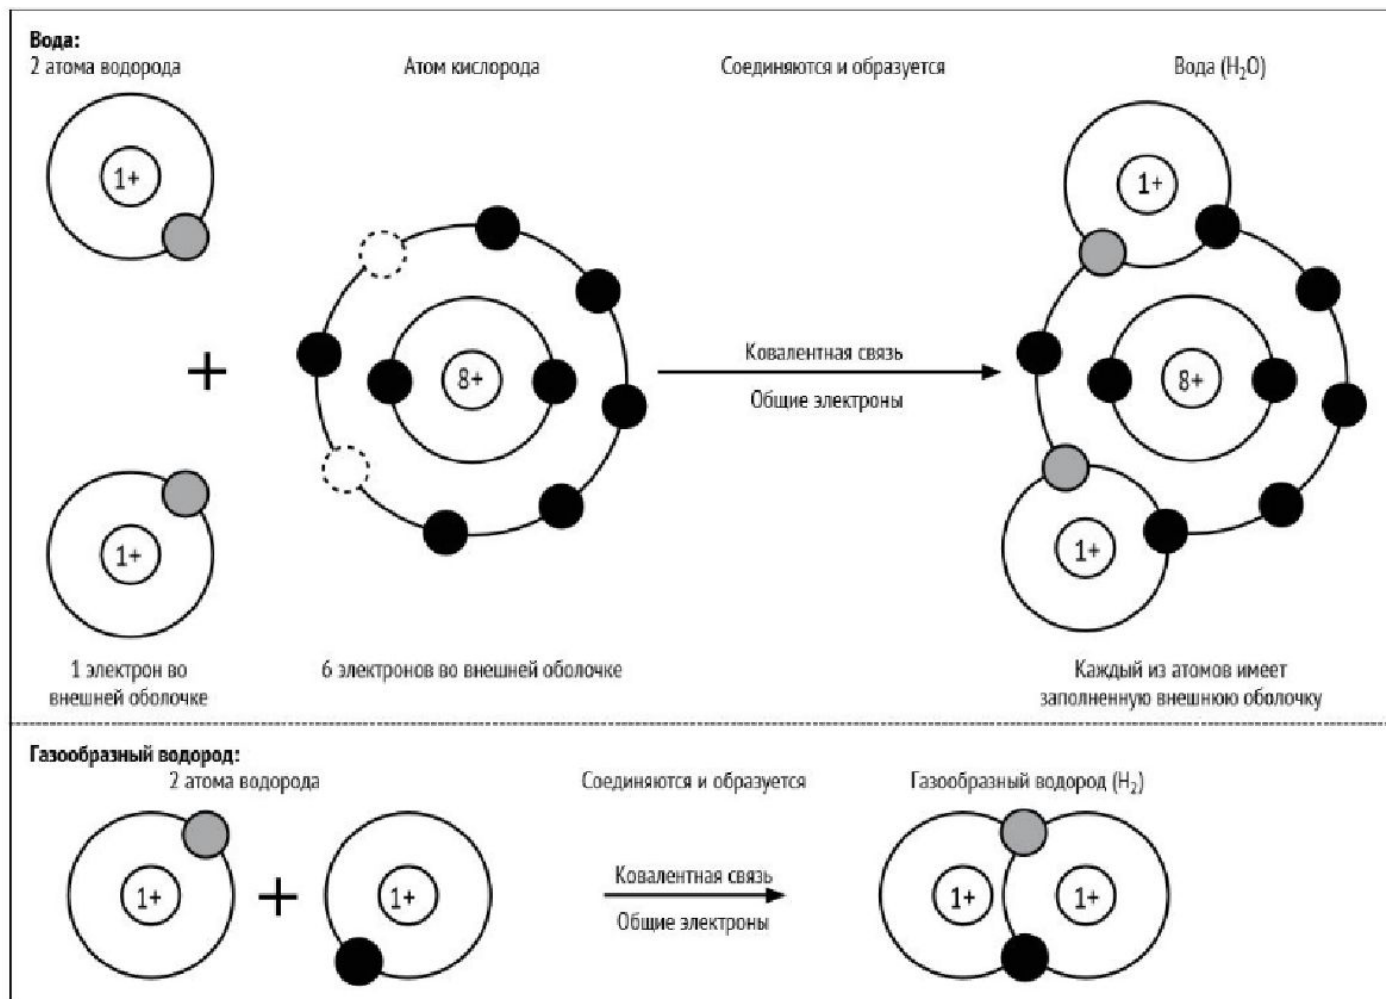 Вода:
2 атома водорода
Атом кислорода
Соединяются и образуется
Вода (H₂O)
1+
1+
8+
Ковалентная связь
Общие электроны
8+
1+
1+
1 электрон во
внешней оболочке
6 электронов во внешней оболочке
Каждый из атомов имеет
заполненную внешнюю оболочку
Газообразный водород:
2 атома водорода
Соединяются и образуется
Газообразный водород (H₂)
1+
1+
Ковалентная связь
Общие электроны
1+
1+